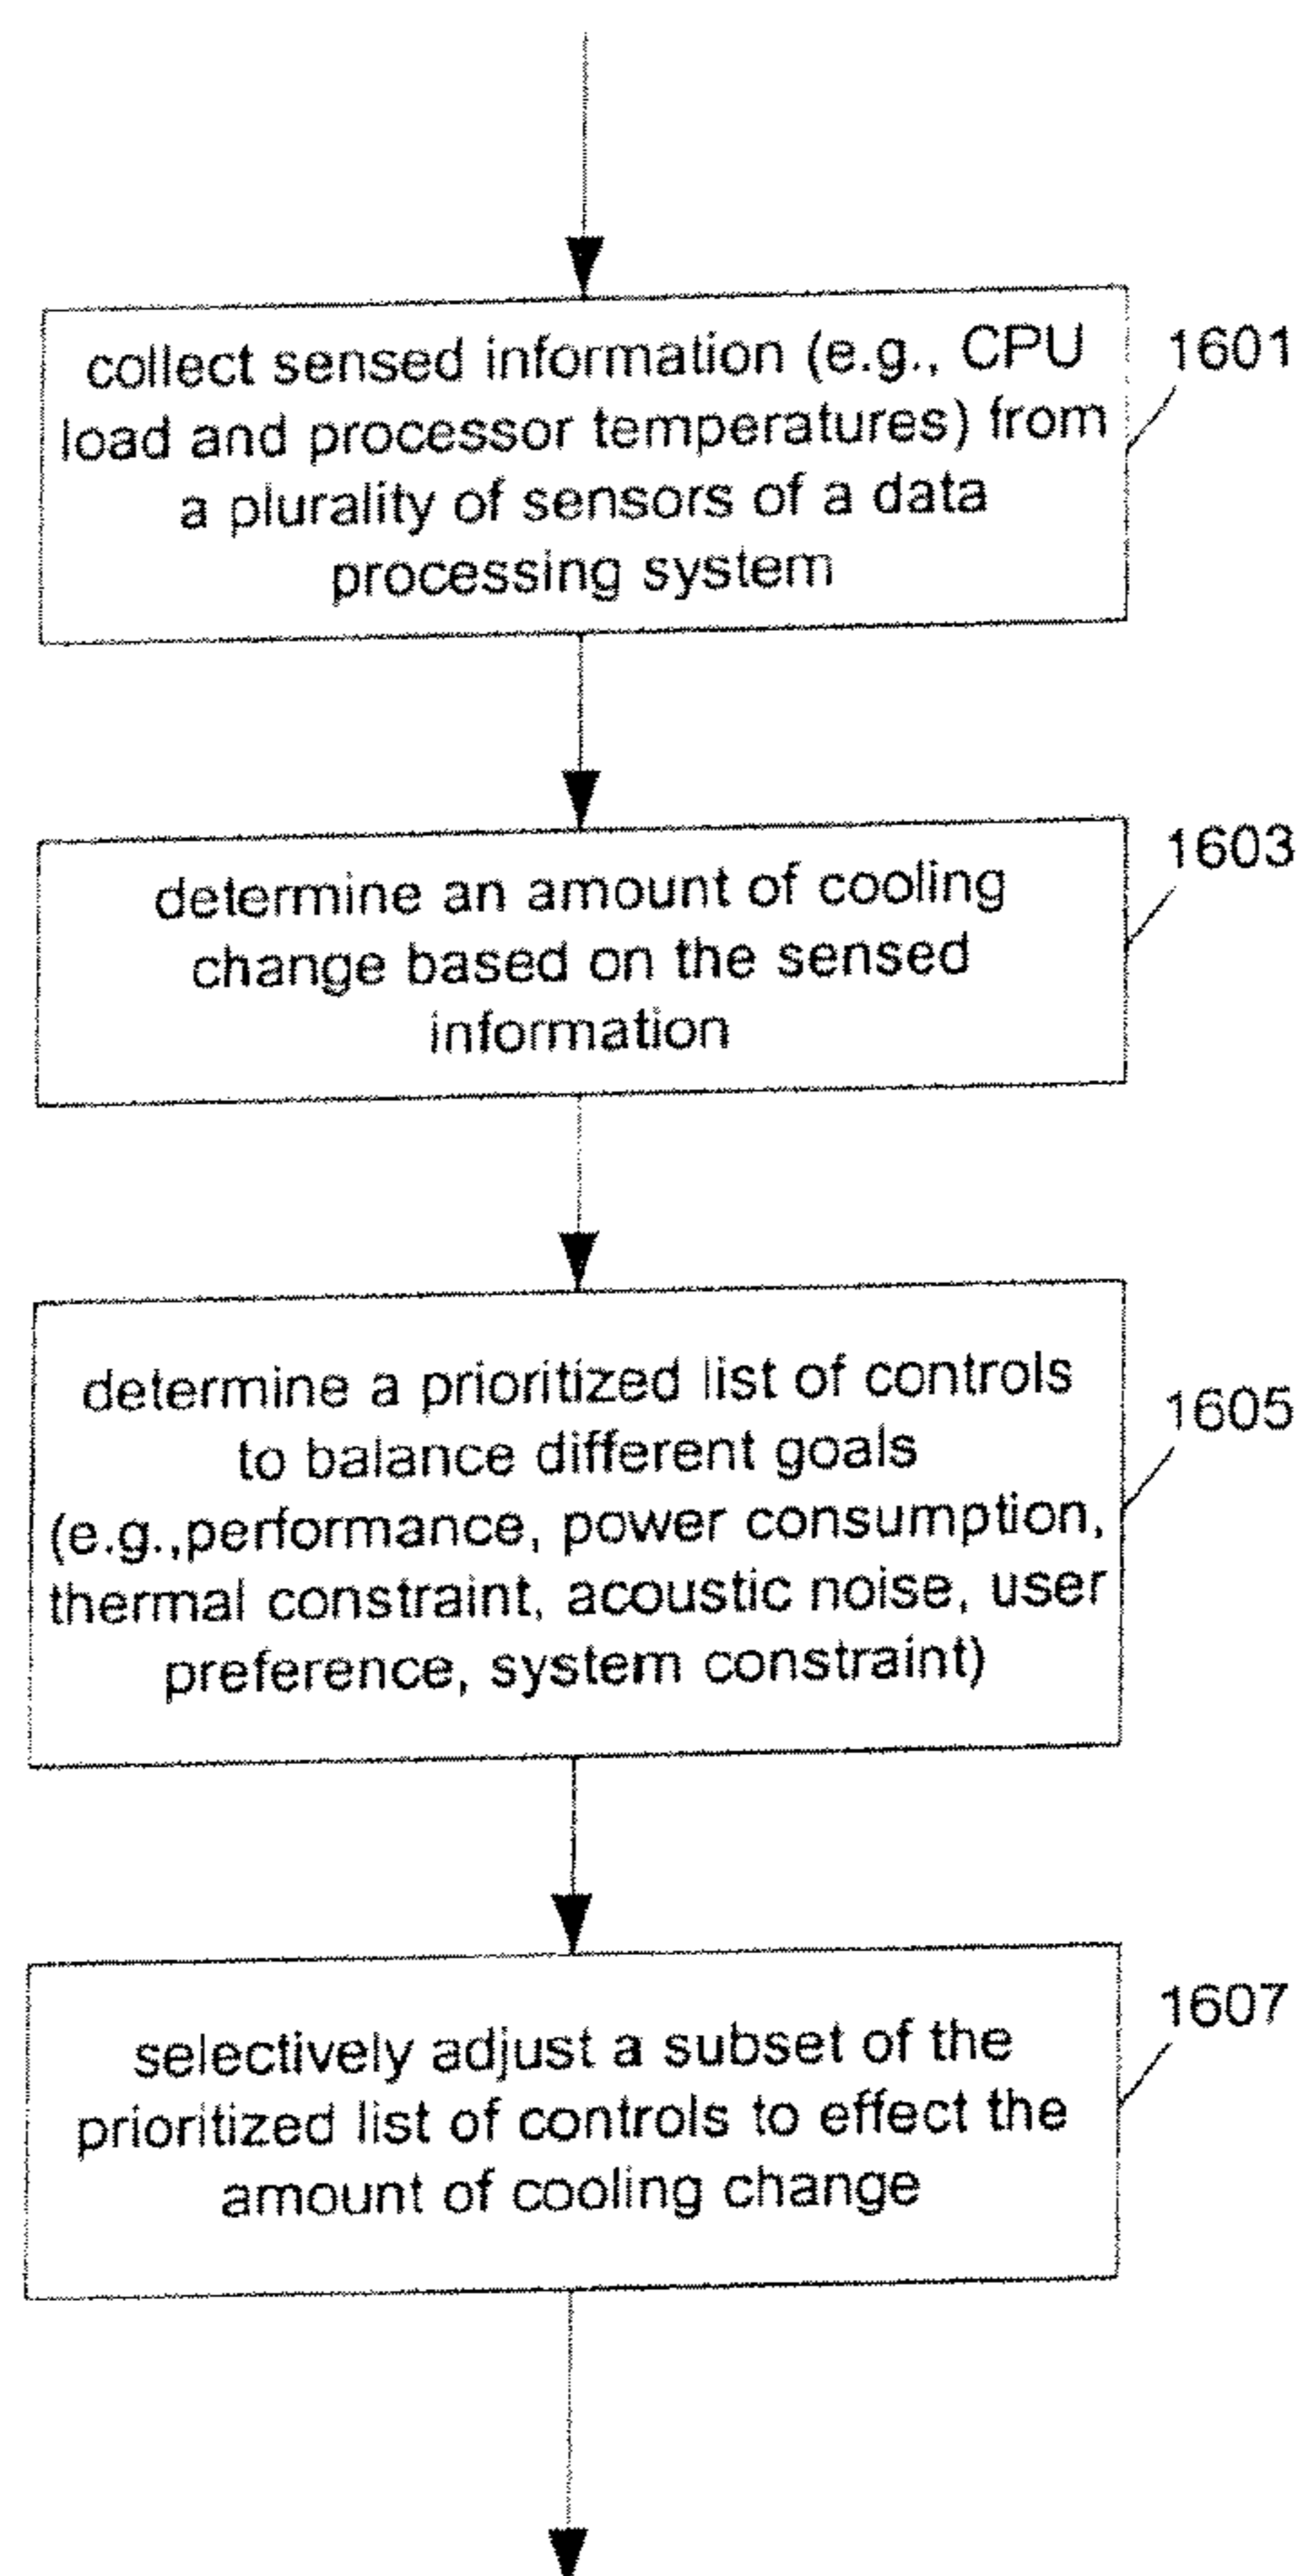 collect sensed information (e.g., CPU
load and processor temperatures) from
a plurality of sensors of a data
processing system
1601
determine an amount of cooling
change based on the sensed
information
1603
determine a prioritized list of controls
to balance different goals
(e.g.,performance, power consumption,
thermal constraint, acoustic noise, user
preference, system constraint)
1605
selectively adjust a subset of the
prioritized list of controls to effect the
amount of cooling change
1607